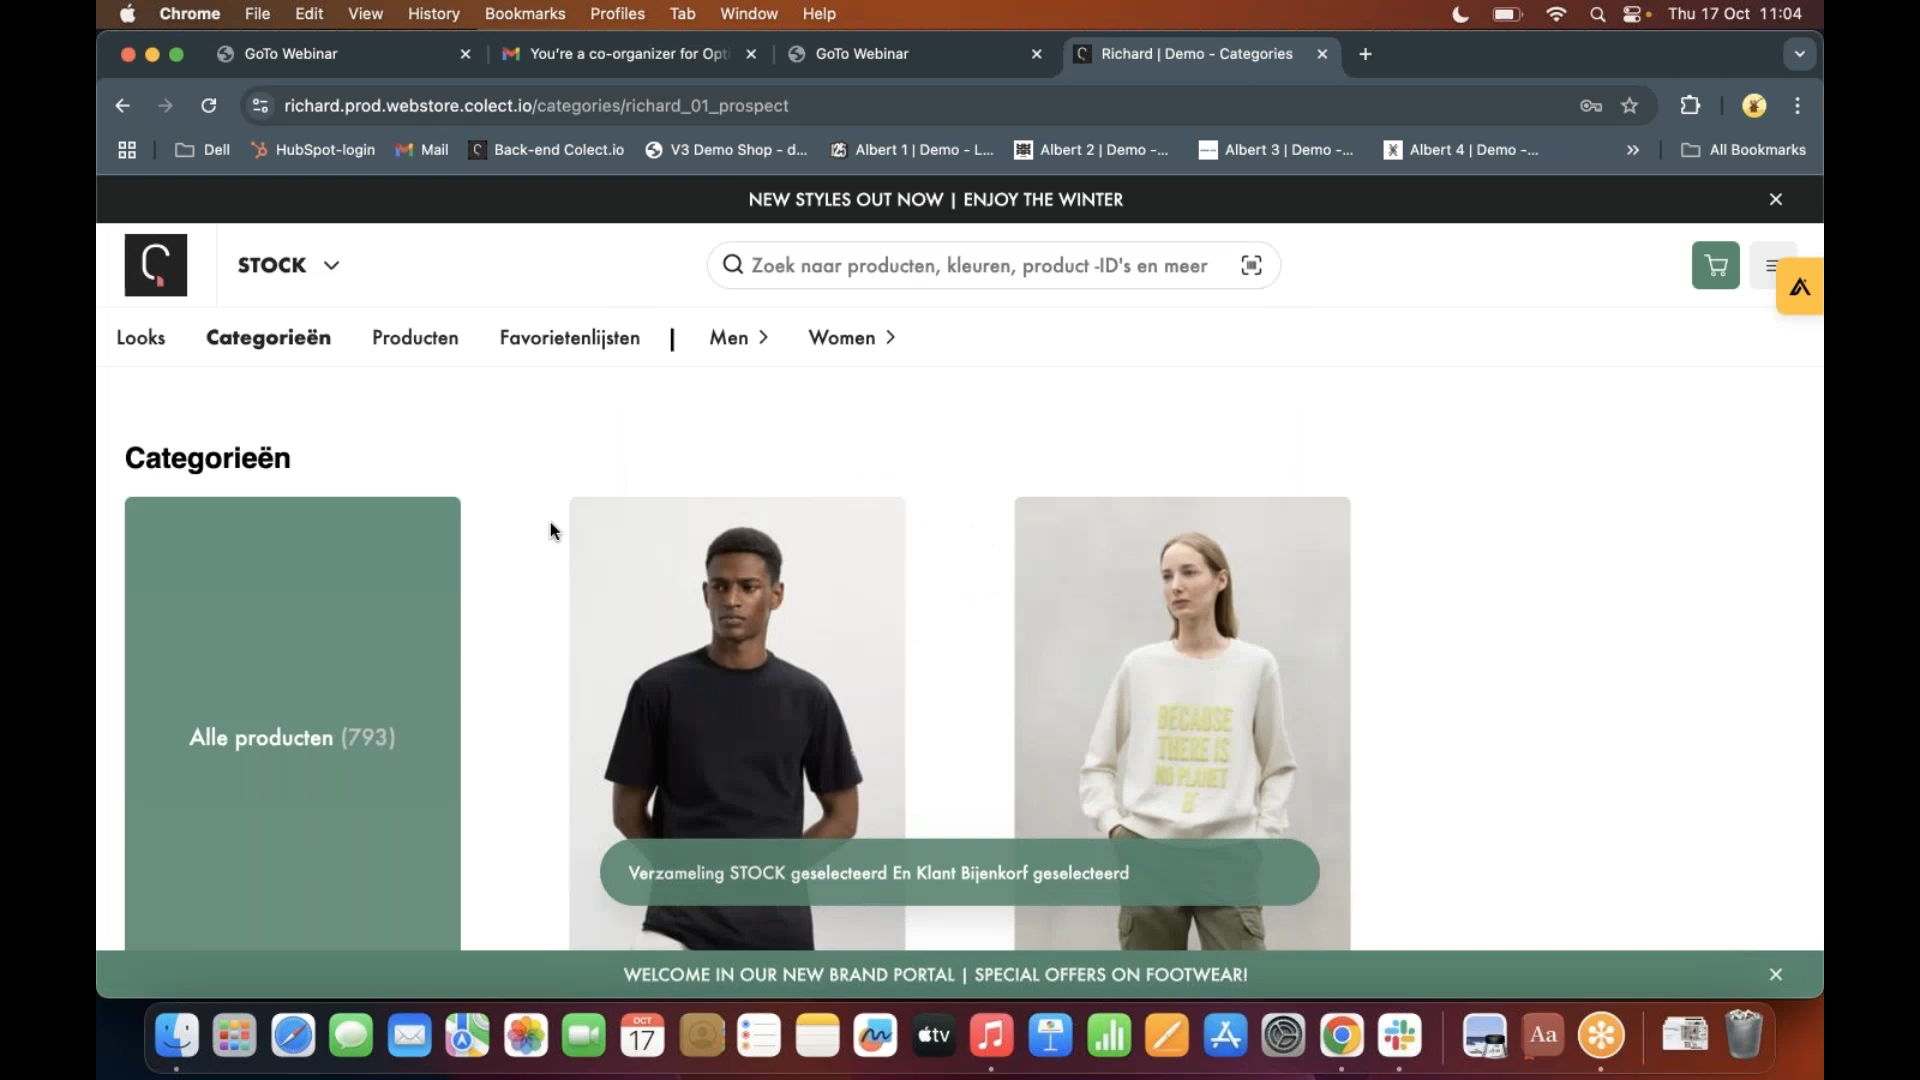 Chrome File Edit View History Bookmarks Profiles Tab Window Help Thu 17 Oct 11:04
GoTo Webinar You're a co-organizer for Opti GoTo Webinar Richard | Demo - Categories
richard.prod.webstore.colect.io/categories/richard_01_prospect
Dell HubSpot-login Mail Back-end Colect.io V3 Demo Shop - d... Albert 1 | Demo - L... Albert 2 | Demo -... Albert 3 | Demo -... Albert 4 | Demo -... All Bookmarks
NEW STYLES OUT NOW | ENJOY THE WINTER
STOCK Zoek naar producten, kleuren, product -ID's en meer
Looks Categorieën Producten Favorietenlijsten | Men Women
Categorieën
BECAUSE
THERE IS
NO PLANET
B
Alle producten (793)
Verzameling STOCK geselecteerd En Klant Bijenkorf geselecteerd
WELCOME IN OUR NEW BRAND PORTAL | SPECIAL OFFERS ON FOOTWEAR!
OCT
17
tv
Aa